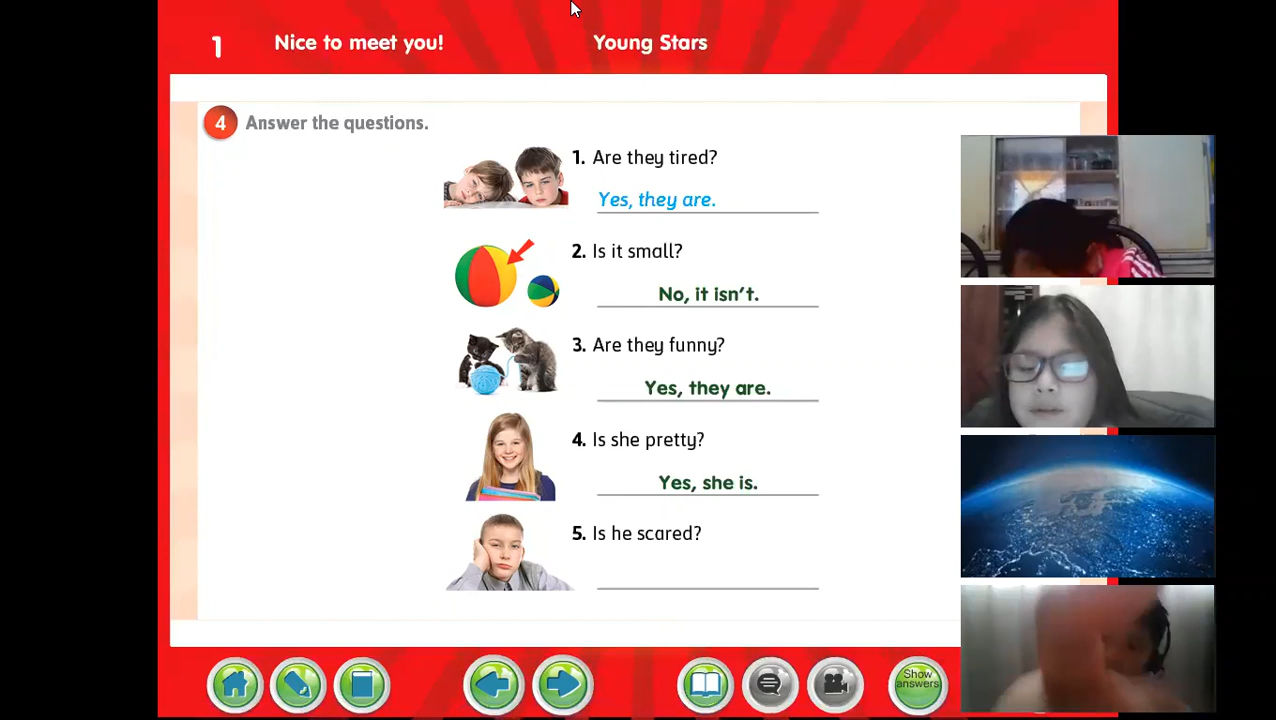 1 Nice to meet you! Young Stars
4 Answer the questions.
1. Are they tired?
Yes, they are.
2. Is it small?
No, it isn't.
3. Are they funny?
Yes, they are.
4. Is she pretty?
Yes, she is.
5. Is he scared?
Show
answers